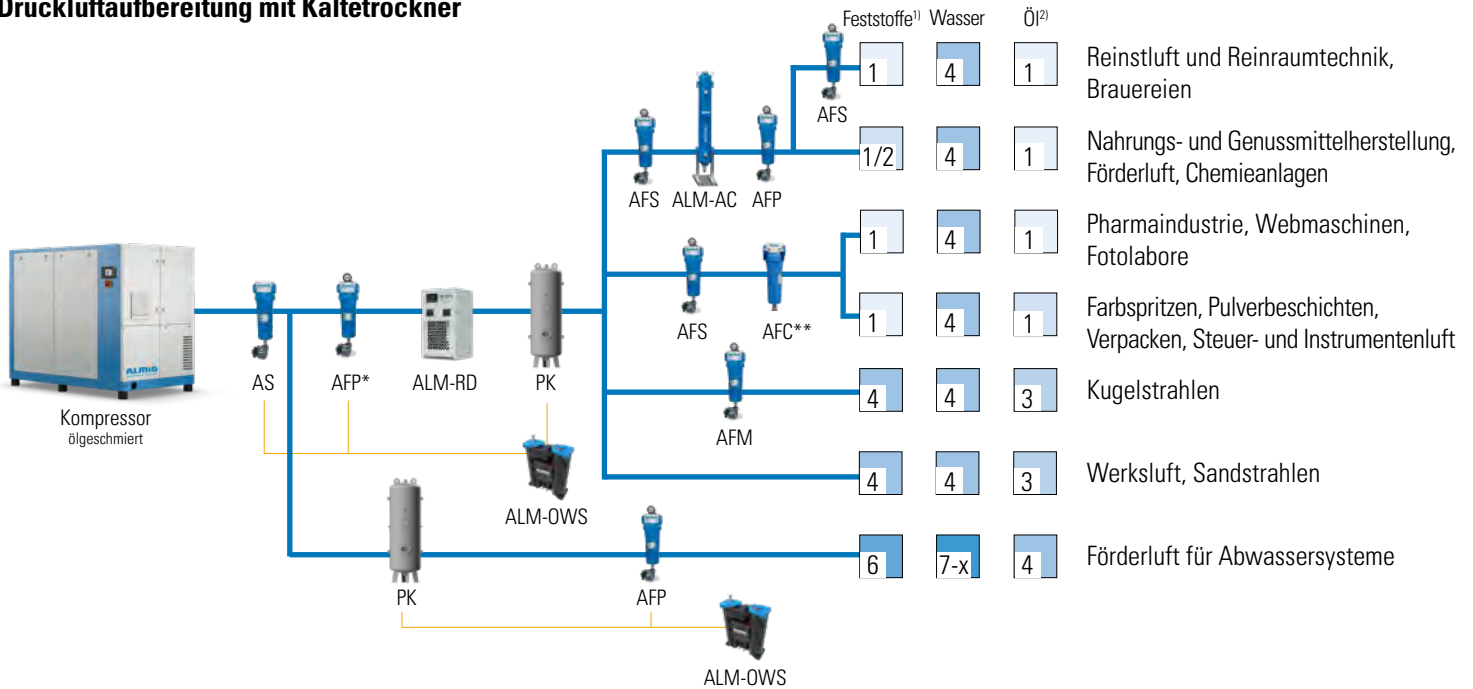 Druckluftaufbereitung mit Kältetrockner
Feststoffe1) Wasser Öl2)
1 4 1
Reinstluft und Reinraumtechnik,
Brauereien
AFS
1/2 4 1
Nahrungs- und Genussmittelherstellung,
Förderluft, Chemieanlagen
AFS ALM-AC AFP
1 4 1
Pharmaindustrie, Webmaschinen,
Fotolabore
AFS AFC**
1 4 1
Farbspritzen, Pulverbeschichten,
Verpacken, Steuer- und Instrumentenluft
ALMiG
Kompressor
ölgeschmiert
AS AFP* ALM-RD PK
4 4 3
Kugelstrahlen
AFM
4 4 3
Werksluft, Sandstrahlen
ALM-OWS
6 7-x 4
Förderluft für Abwassersysteme
PK AFP
ALM-OWS